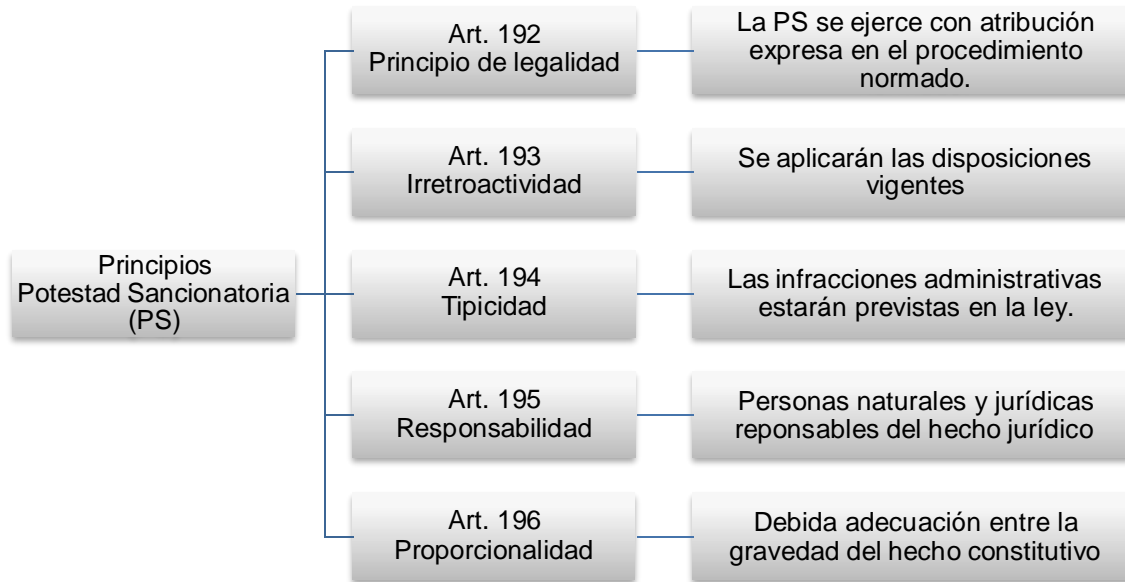 Principios
Potestad Sancionatoria
(PS)
Art. 192
Principio de legalidad
La PS se ejerce con atribución
expresa en el procedimiento
normado.
Art. 193
Irretroactividad
Se aplicarán las disposiciones
vigentes
Art. 194
Tipicidad
Las infracciones administrativas
estarán previstas en la ley.
Art. 195
Responsabilidad
Personas naturales y jurídicas
reponsables del hecho jurídico
Art. 196
Proporcionalidad
Debida adecuación entre la
gravedad del hecho constitutivo